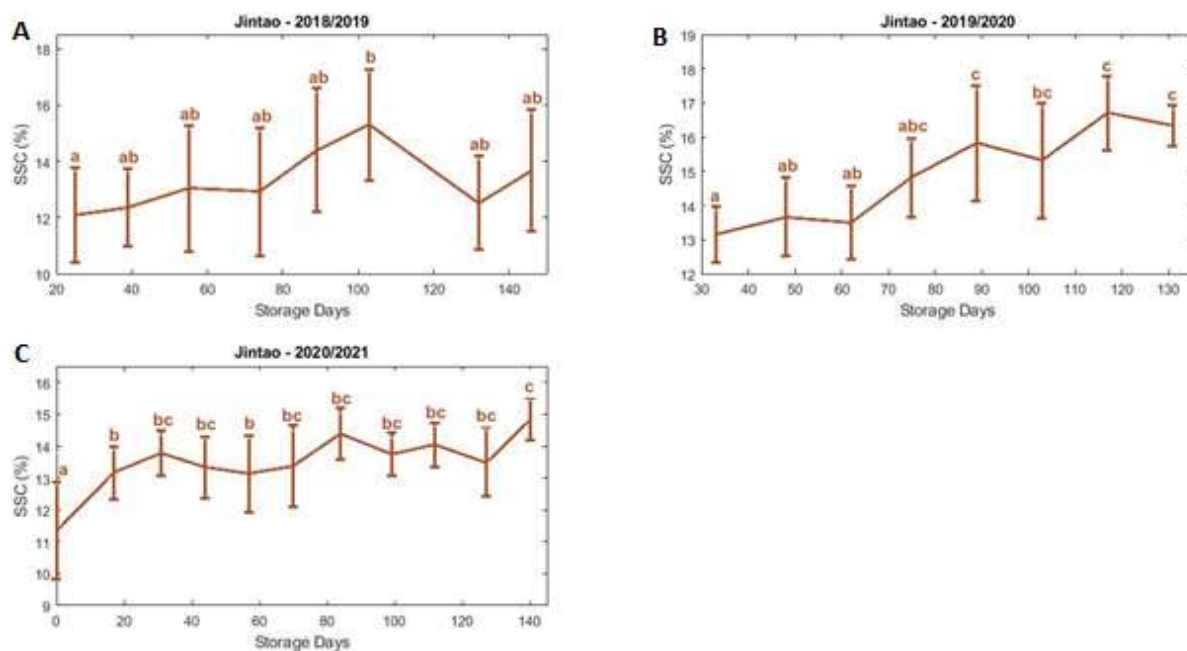 A
Jintao - 2018/2019
18
16
14
12
10
SSC (%)
a ab ab ab ab b ab ab
20 40 60 80 100 120 140
Storage Days
B
Jintao - 2019/2020
19
18
17
16
15
14
13
12
SSC (%)
a ab ab abc c bc c c
30 40 50 60 70 80 90 100 110 120 130
Storage Days
C
Jintao - 2020/2021
16
15
14
13
12
11
10
9
SSC (%)
a b bc bc b bc bc bc bc bc c
0 20 40 60 80 100 120 140
Storage Days